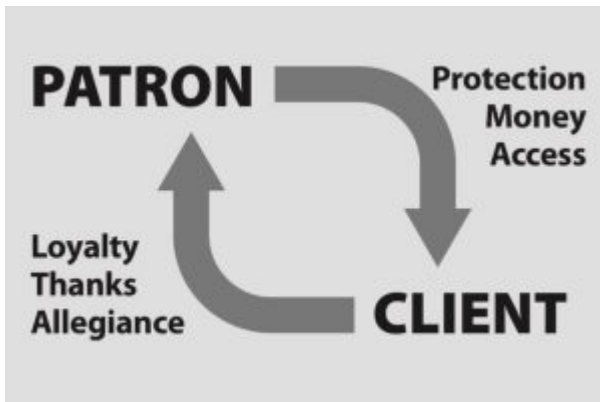 PATRON
Protection
Money
Access
Loyalty
Thanks
Allegiance
CLIENT